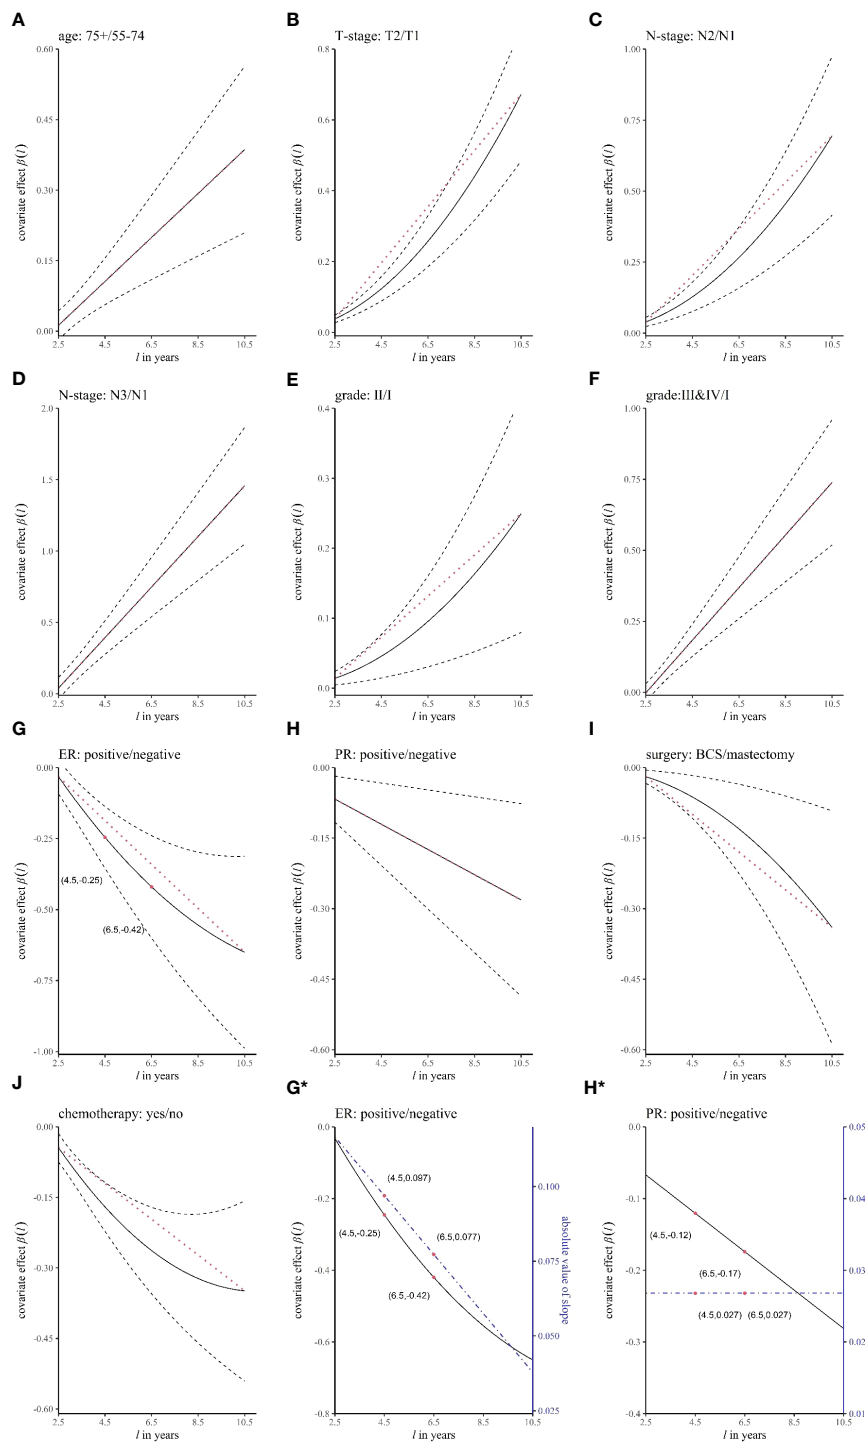 A
age: 75+/55-74
covariate effect β(l)
0.60
0.45
0.30
0.15
0.00
2.5 4.5 6.5 8.5 10.5
l in years
B
T-stage: T2/T1
covariate effect β(l)
0.8
0.6
0.4
0.2
0.0
2.5 4.5 6.5 8.5 10.5
l in years
C
N-stage: N2/N1
covariate effect β(l)
1.00
0.75
0.50
0.25
0.00
2.5 4.5 6.5 8.5 10.5
l in years
D
N-stage: N3/N1
covariate effect β(l)
2.0
1.5
1.0
0.5
0.0
2.5 4.5 6.5 8.5 10.5
l in years
E
grade: II/I
covariatc effect β(l)
0.4
0.3
0.2
0.1
0.0
2.5 4.5 6.5 8.5 10.5
l in years
F
grade:III&IV/I
covariate effect β(l)
1.00
0.75
0.50
0.25
0.00
2.5 4.5 6.5 8.5 10.5
l in years
G
ER: positive/negative
covariate effect β(l)
0.00
-0.25
-0.50
-0.75
-1.00
(4.5,-0.25)
(6.5,-0.42)
2.5 4.5 6.5 8.5 10.5
l in years
H
PR: positive/negative
covariate effect β(l)
0.00
-0.15
-0.30
-0.45
-0.60
2.5 4.5 6.5 8.5 10.5
l in years
I
surgery: BCS/mastectomy
covariate effect β(l)
0.00
-0.15
-0.30
-0.45
-0.60
2.5 4.5 6.5 8.5 10.5
l in years
J
chemotherapy: yes/no
covariate effect β(l)
0.00
-0.15
-0.30
-0.45
-0.60
2.5 4.5 6.5 8.5 10.5
l in years
G*
ER: positive/negative
covariate effect β(l)
0.0
-0.2
-0.4
-0.6
-0.8
(4.5,0.097)
(4.5,-0.25)
(6.5,0.077)
(6.5,-0.42)
0.100
0.075
0.050
0.025
absolute value of slope
2.5 4.5 6.5 8.5 10.5
l in years
H*
PR: positive/negative
covariate effect β(l)
0.0
-0.1
-0.2
-0.3
-0.4
(4.5,-0.12)
(6.5,-0.17)
(4.5,0.027) (6.5,0.027)
0.05
0.04
0.03
0.02
0.01
2.5 4.5 6.5 8.5 10.5
l in years